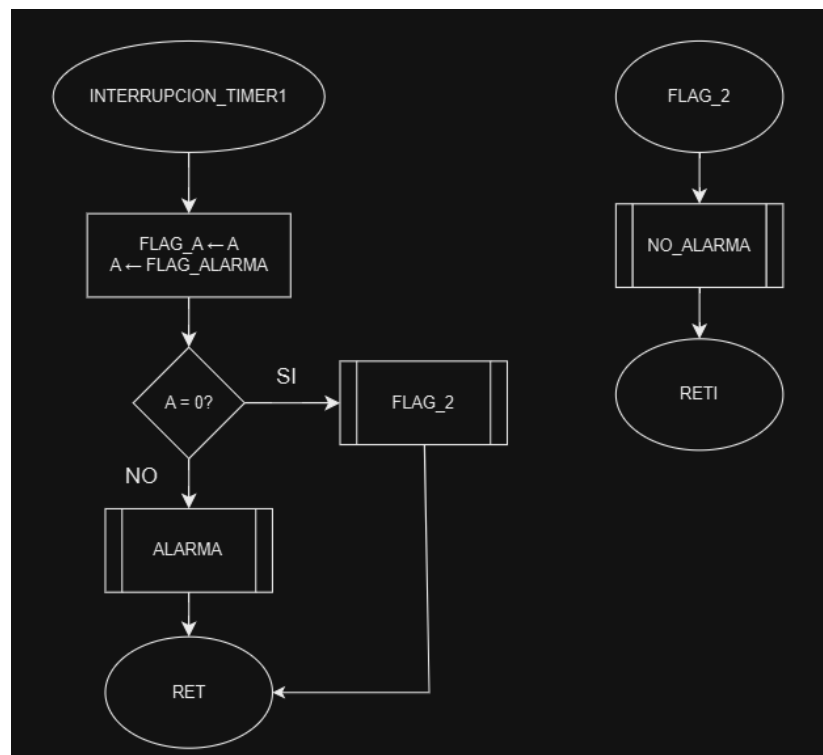 INTERRUPCION_TIMER1
FLAG_A ← A
A ← FLAG_ALARMA
A = 0?
SI
FLAG_2
NO
ALARMA
RET
FLAG_2
NO_ALARMA
RETI